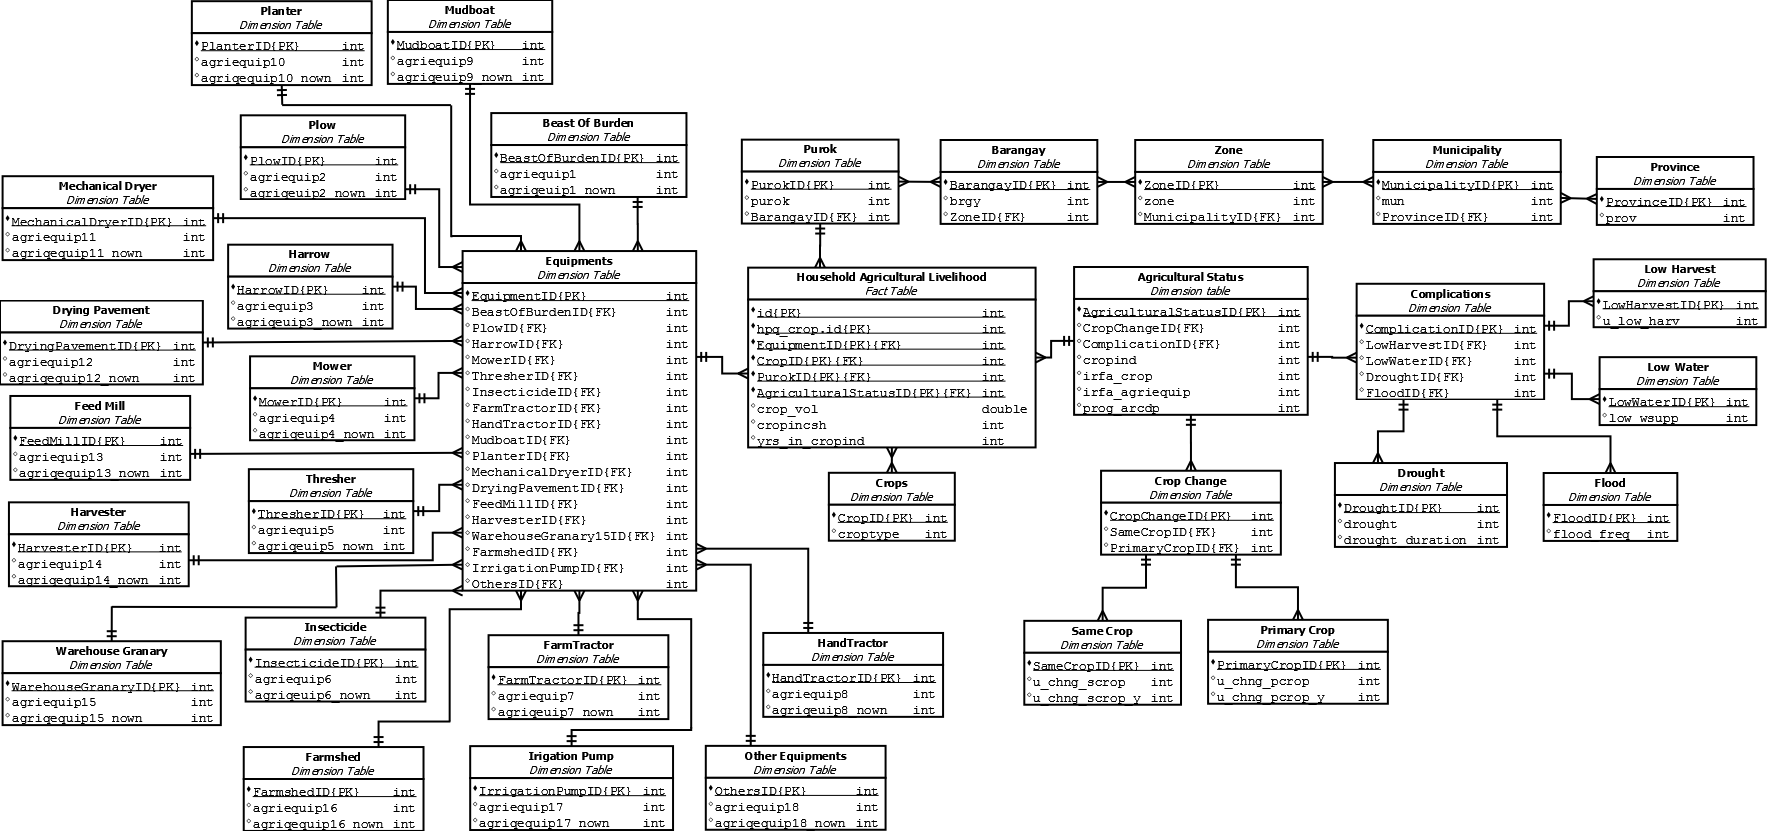 Planter
Dimension Table
PlanterID{PK} int
agriequip10 int
agriqequip10_nown int
Mudboat
Dimension Table
MudboatID{PK} int
agriequip9 int
agriqeuip9_nown int
Plow
Dimension Table
PlowID{PK} int
agriequip2 int
agriqeuip2_nown int
Beast Of Burden
Dimension Table
BeastOfBurdenID{PK} int
agriequip1 int
agriqeuip1_nown int
Mechanical Dryer
Dimension Table
MechanicalDryerID{PK} int
agriequip11 int
agriqequip11_nown int
Harrow
Dimension Table
HarrowID{PK} int
agriequip3 int
agriqeuip3_nown int
Drying Pavement
Dimension Table
DryingPavementID{PK} int
agriequip12 int
agriqequip12_nown int
Mower
Dimension Table
MowerID{PK} int
agriequip4 int
agriqeuip4_nown int
Feed Mill
Dimension Table
FeedMillID{PK} int
agriequip13 int
agriqequip13_nown int
Thresher
Dimension Table
ThresherID{PK} int
agriequip5 int
agriqeuip5_nown int
Harvester
Dimension Table
HarvesterID{PK} int
agriequip14 int
agriqequip14_nown int
Equipments
Dimension Table
EquipmentID{PK} int
BeastOfBurdenID{FK} int
PlowID{FK} int
HarrowID{FK} int
MowerID{FK} int
ThresherID{FK} int
InsecticideID{FK} int
FarmTractorID{FK} int
HandTractorID{FK} int
MudboatID{FK} int
PlanterID{FK} int
MechanicalDryerID{FK} int
DryingPavementID{FK} int
FeedMillID{FK} int
HarvesterID{FK} int
WarehouseGranary15ID{FK} int
FarmshedID{FK} int
IrrigationPumpID{FK} int
OthersID{FK} int
Warehouse Granary
Dimension Table
WarehouseGranaryID{PK} int
agriequip15 int
agriqequip15_nown int
Insecticide
Dimension Table
InsecticideID{PK} int
agriequip6 int
agriqeuip6_nown int
FarmTractor
Dimension Table
FarmTractorID{PK} int
agriequip7 int
agriqeuip7_nown int
HandTractor
Dimension Table
HandTractorID{PK} int
agriequip8 int
agriqeuip8_nown int
Farmshed
Dimension Table
FarmshedID{PK} int
agriequip16 int
agriqequip16_nown int
Irigation Pump
Dimension Table
IrrigationPumpID{PK} int
agriequip17 int
agriqequip17_nown int
Other Equipments
Dimension Table
OthersID{PK} int
agriequip18 int
agriqequip18_nown int
Purok
Dimension Table
PurokID{PK} int
purok int
BarangayID{FK} int
Barangay
Dimension Table
BarangayID{PK} int
brgy int
ZoneID{FK} int
Zone
Dimension Table
ZoneID{PK} int
zone int
MunicipalityID{FK} int
Municipality
Dimension Table
MunicipalityID{PK} int
mun int
ProvinceID{FK} int
Province
Dimension Table
ProvinceID{PK} int
prov int
Household Agricultural Livelihood
Fact Table
id{PK} int
hpq_crop.id{PK} int
EquipmentID{PK}{FK} int
CropID{PK}{FK} int
PurokID{PK}{FK} int
AgriculturalStatusID{PK}{FK} int
crop_vol double
cropincsh int
yrs_in_cropind int
Crops
Dimension Table
CropID{PK} int
croptype int
Agricultural Status
Dimension table
AgriculturalStatusID{PK} int
CropChangeID{FK} int
ComplicationID{FK} int
cropind int
irfa_crop int
irfa_agriequip int
prog_arcdp int
Complications
Dimension Table
ComplicationID{PK} int
LowHarvestID{FK} int
LowWaterID{FK} int
DroughtID{FK} int
FloodID{FK} int
Low Harvest
Dimension Table
LowHarvestID{PK} int
u_low_harv int
Low Water
Dimension Table
LowWaterID{PK} int
low_wsupp int
Drought
Dimension Table
DroughtID{PK} int
drought int
drought_duration int
Flood
Dimension Table
FloodID{PK} int
flood_freq int
Crop Change
Dimension Table
CropChangeID{PK} int
SameCropID{FK} int
PrimaryCropID{FK} int
Same Crop
Dimension Table
SameCropID{PK} int
u_chng_scrop int
u_chng_scrop_y int
Primary Crop
Dimension Table
PrimaryCropID{PK} int
u_chng_pcrop int
u_chng_pcrop_y int